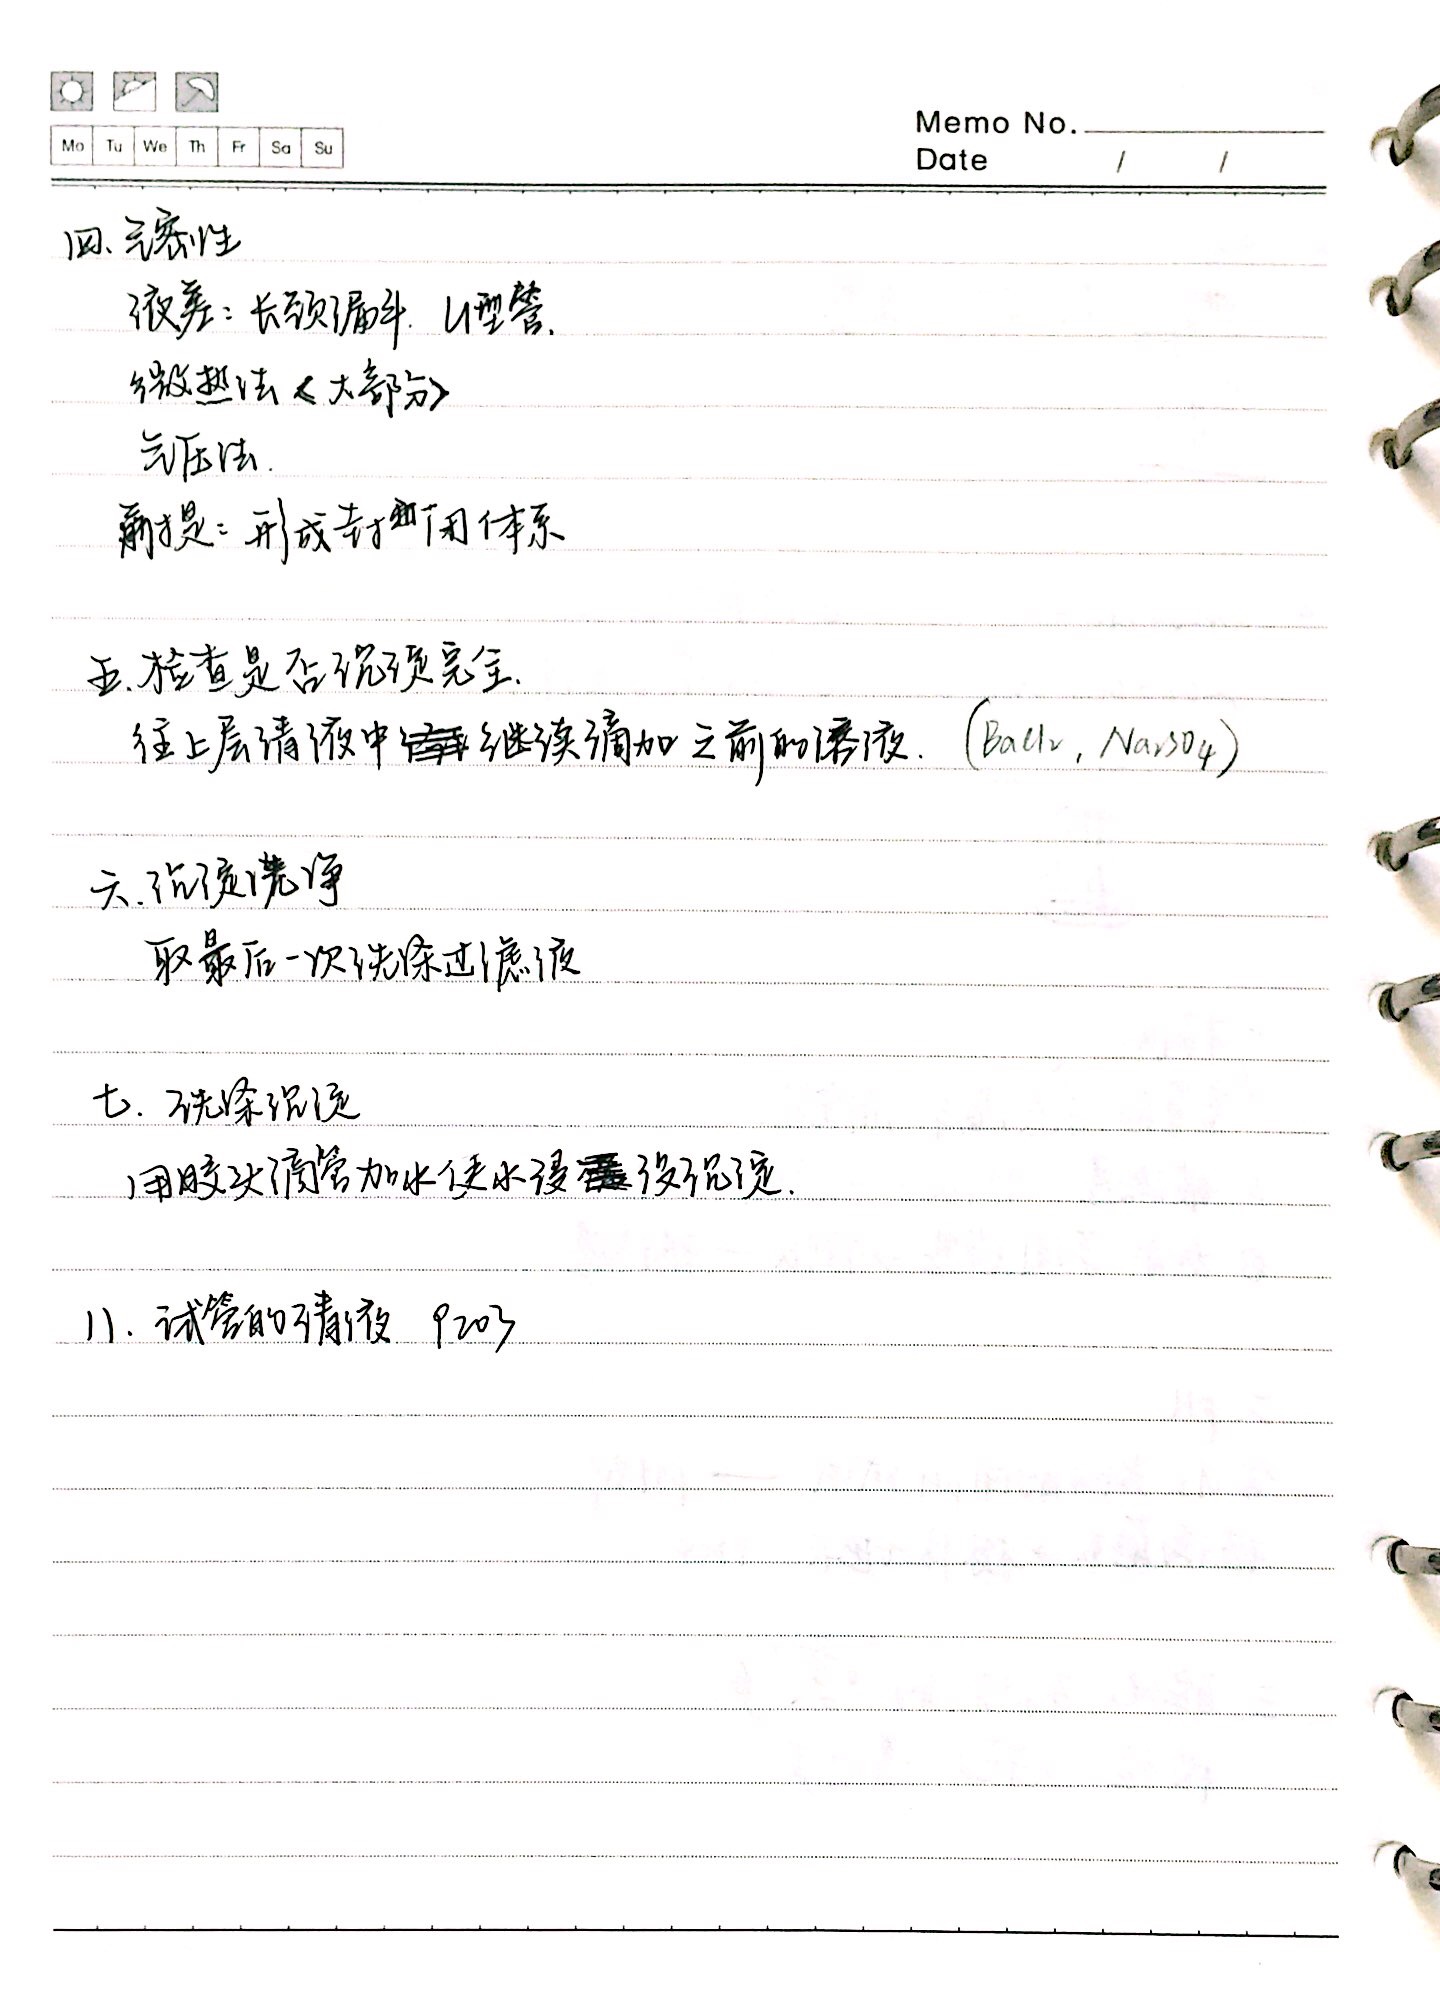 Mo Tu We Th Fr Sa Su
Memo No.
Date / /
四、气密性
液差：长颈漏斗. U型管.
微热法《大部分》
气压法.
前提：形成封闭体系
五.检查是否沉淀完全.
往上层清液中继续滴加之前的溶液. (BaCl₂, Na₂SO₄)
六.沉淀洗净
取最后一次洗涤过滤液
七. 洗涤沉淀
用胶头滴管加水使水浸没沉淀.
八. 试管的清液 P203